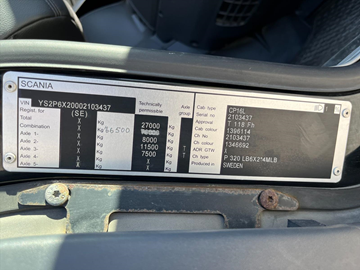 SCANIA
VIN YS2P6X20002103437
Regist. for (SE) Technically permissible Axle group Cab. type CP16L
Total X Kg 27000 Serial no 2103437
Combination X Kg 86500 Cab colour T 118 Fh
Axle 1- X Kg 8000 Ch colour 1396114
Axle 2- X Kg 11500 Ch no 2103437
Axle 3- X Kg 7500 1346692
Axle 4- X Kg ADR GTW X
Axle 5- X Kg Ch type P 320 LB6X2*4MLB
Produced in SWEDEN